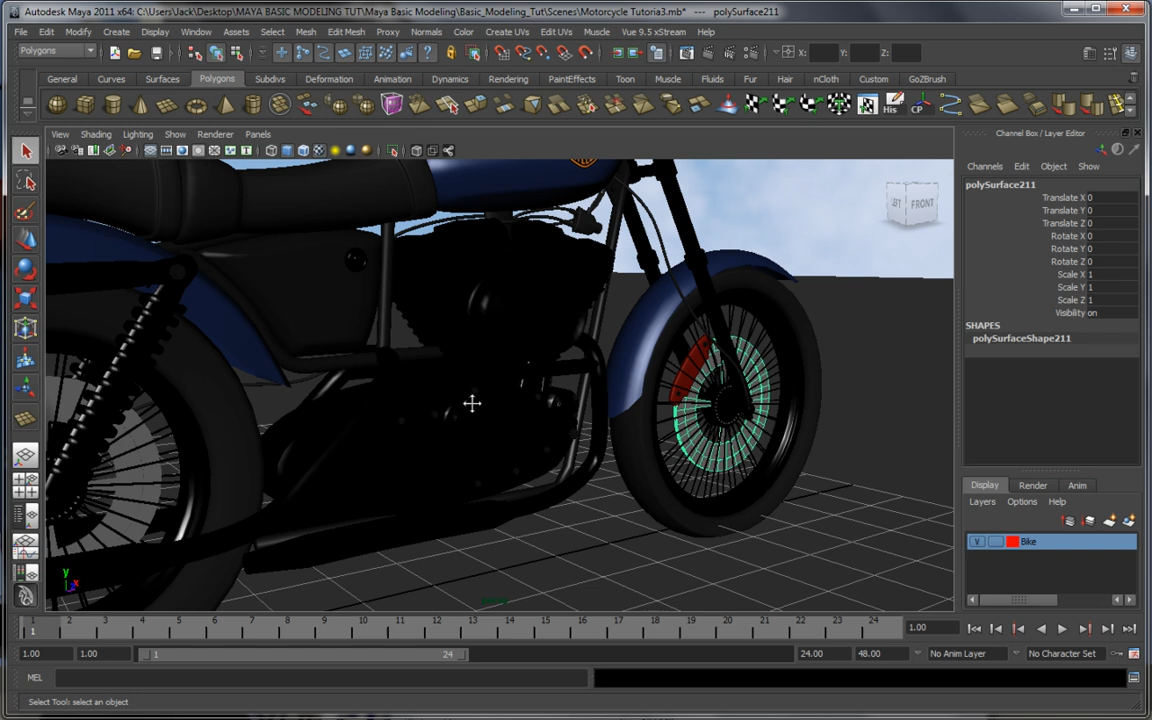 Autodesk Maya 2011 x64: C:\Users\Jack\Desktop\MAYA BASIC MODELING TUT\Maya Basic Modeling\Basic_Modeling_Tut\Scenes\Motorcycle Tutoria3.mb* --- polySurface211
File Edit Modify Create Display Window Assets Select Mesh Edit Mesh Proxy Normals Color Create UVs Edit UVs Muscle Vue 9.5 xStream Help
Polygons X: Y: Z:
General Curves Surfaces Polygons Subdivs Deformation Animation Dynamics Rendering PaintEffects Toon Muscle Fluids Fur Hair nCloth Custom GoZBrush
His CP
View Shading Lighting Show Renderer Panels
Channel Box / Layer Editor
Channels Edit Object Show
polySurface211
Translate X 0
Translate Y 0
Translate Z 0
Rotate X 0
Rotate Y 0
Rotate Z 0
Scale X 1
Scale Y 1
Scale Z 1
Visibility on
SHAPES
polySurfaceShape211
FRONT
Display Render Anim
Layers Options Help
V Bike
y
x
1 2 3 4 5 6 7 8 9 10 11 12 13 14 15 16 17 18 19 20 21 22 23 24
1
1.00
1.00 1.00 1 24 24.00 48.00 No Anim Layer No Character Set
MEL
Select Tool: select an object